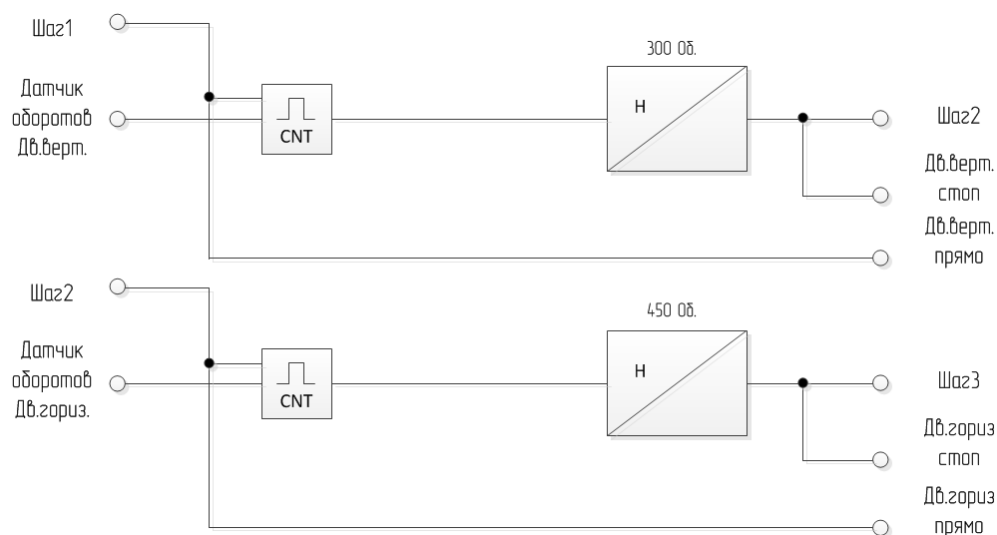 Шаг1
300 Об.
Датчик
оборотов
Дв.верт.
CNT
H
Шаг2
Дв.верт.
стоп
Дв.верт.
прямо
Шаг2
450 Об.
Датчик
оборотов
Дв.гориз.
CNT
H
Шаг3
Дв.гориз
стоп
Дв.гориз
прямо